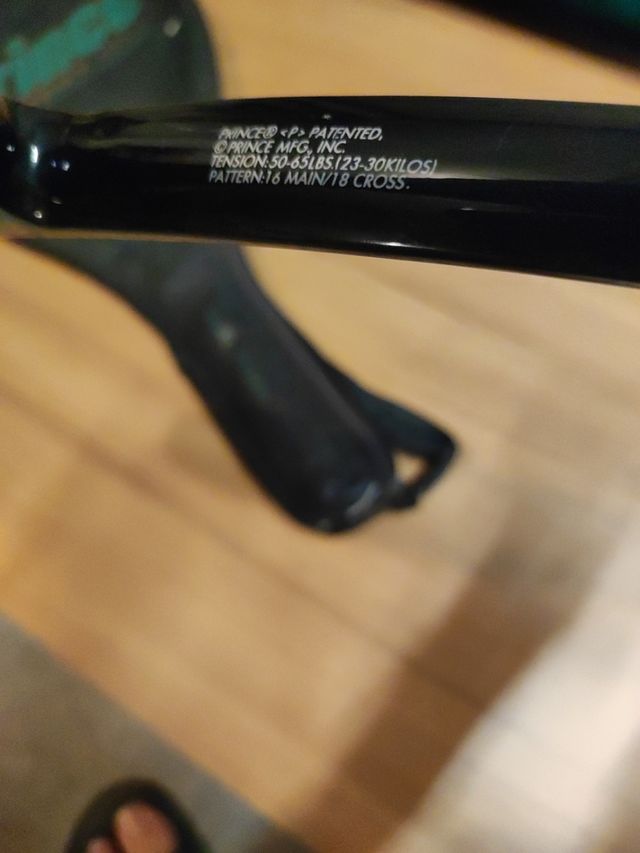 PRINCE® <P> PATENTED,
© PRINCE MFG, INC.
TENSION:50-65LBS.(23-30KILOS)
PATTERN:16 MAIN/18 CROSS.